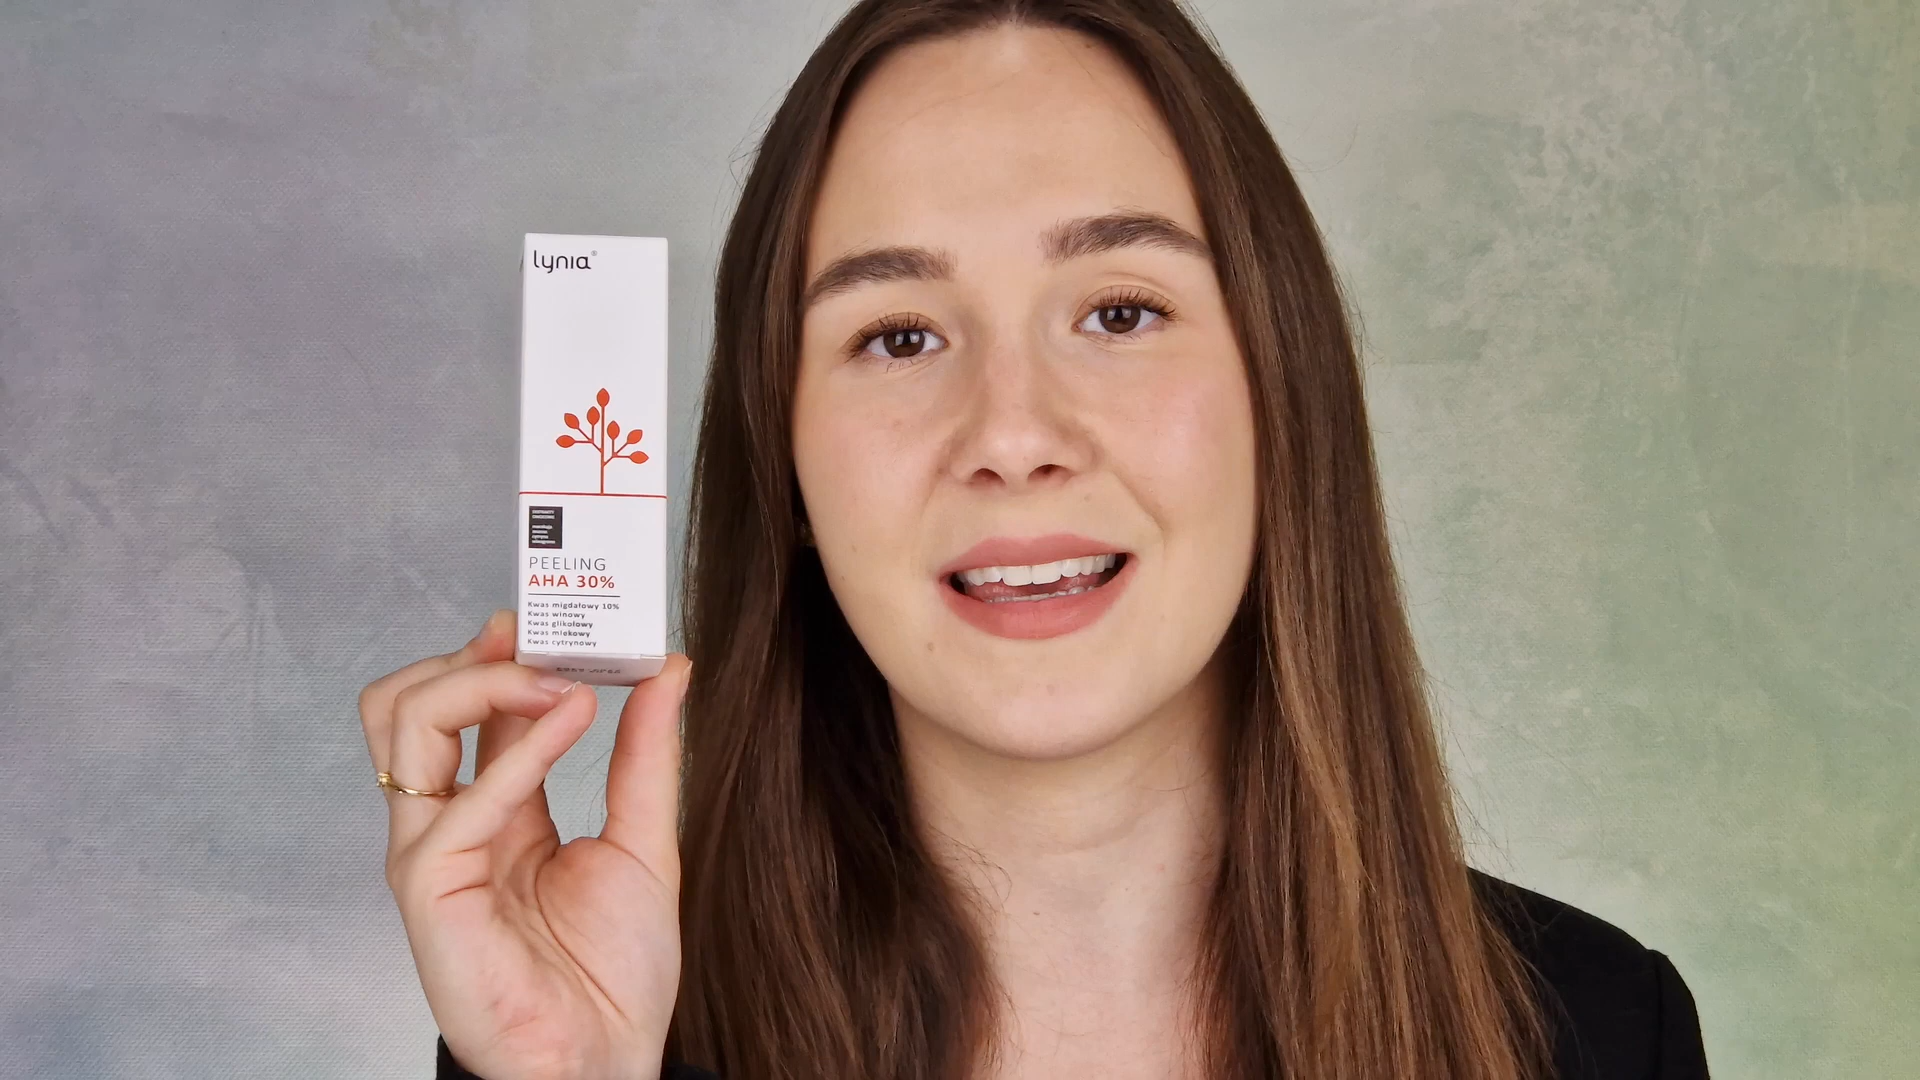 lynia®
PEELING
AHA 30%
Kwas migdałowy 10%
Kwas winowy
Kwas glikolowy
Kwas mlekowy
Kwas cytrynowy